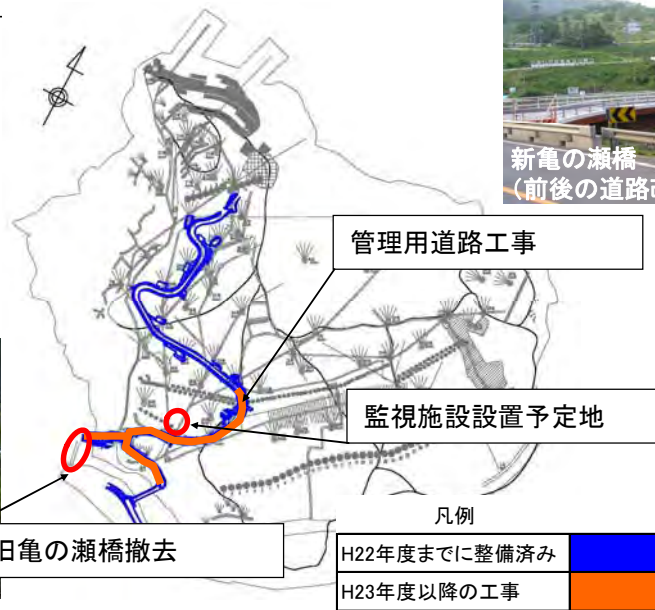 新亀の瀬橋
(前後の道路改
管理用道路工事
監視施設設置予定地
旧亀の瀬橋撤去
凡例
H22年度までに整備済み
H23年度以降の工事